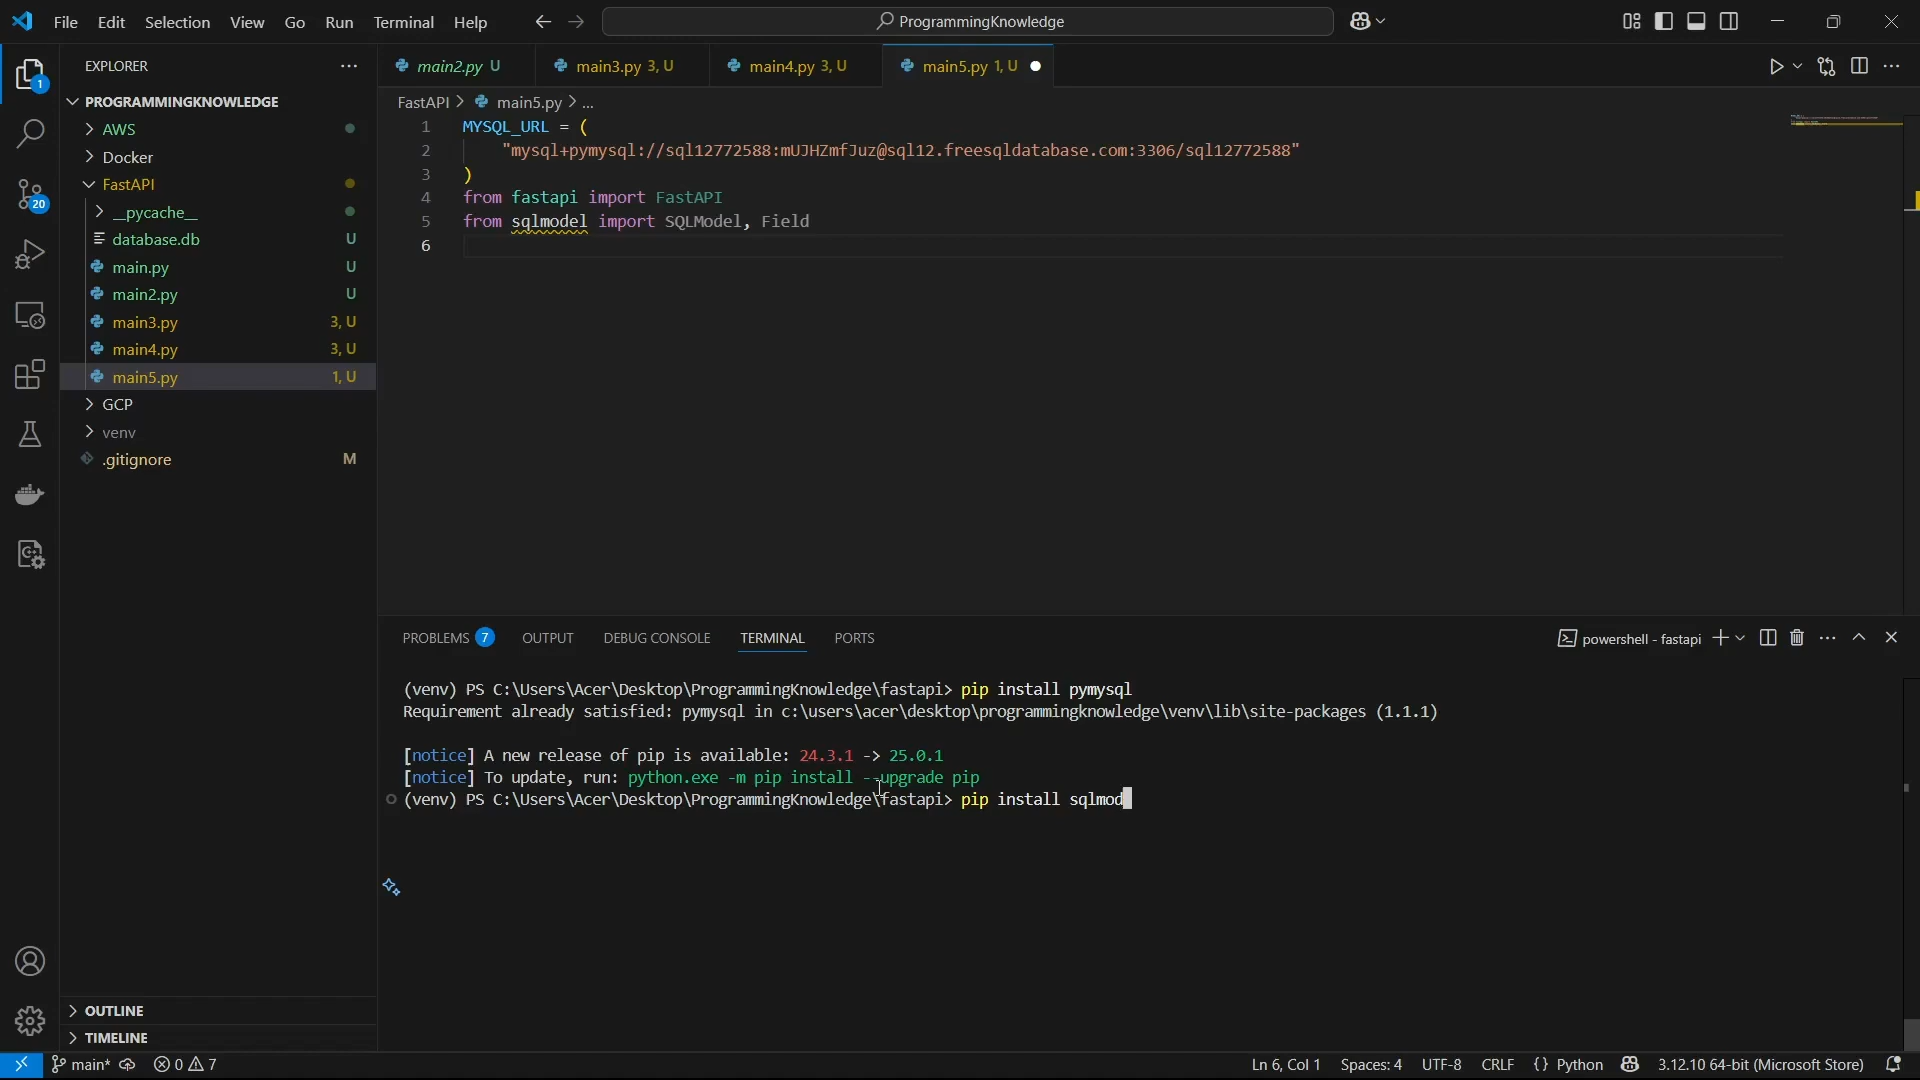 File Edit Selection View Go Run Terminal Help
ProgrammingKnowledge
EXPLORER
main2.py U
main3.py 3, U
main4.py 3, U
main5.py 1, U
PROGRAMMINGKNOWLEDGE
AWS
Docker
FastAPI
__pycache__
database.db U
main.py U
main2.py U
main3.py 3, U
main4.py 3, U
main5.py 1, U
GCP
venv
.gitignore M
1
20
OUTLINE
TIMELINE
FastAPI > main5.py > ...
1 MYSQL_URL = (
2 "mysql+pymysql://sql12772588:mUJHZmfJuz@sql12.freesqldatabase.com:3306/sql12772588"
3 )
4 from fastapi import FastAPI
5 from sqlmodel import SQLModel, Field
6
PROBLEMS 7 OUTPUT DEBUG CONSOLE TERMINAL PORTS
powershell - fastapi
(venv) PS C:\Users\Acer\Desktop\ProgrammingKnowledge\fastapi> pip install pymysql
Requirement already satisfied: pymysql in c:\users\acer\desktop\programmingknowledge\venv\lib\site-packages (1.1.1)
[notice] A new release of pip is available: 24.3.1 -> 25.0.1
[notice] To update, run: python.exe -m pip install --upgrade pip
(venv) PS C:\Users\Acer\Desktop\ProgrammingKnowledge\fastapi> pip install sqlmod
main* 0 7
Ln 6, Col 1 Spaces: 4 UTF-8 CRLF {} Python 3.12.10 64-bit (Microsoft Store)